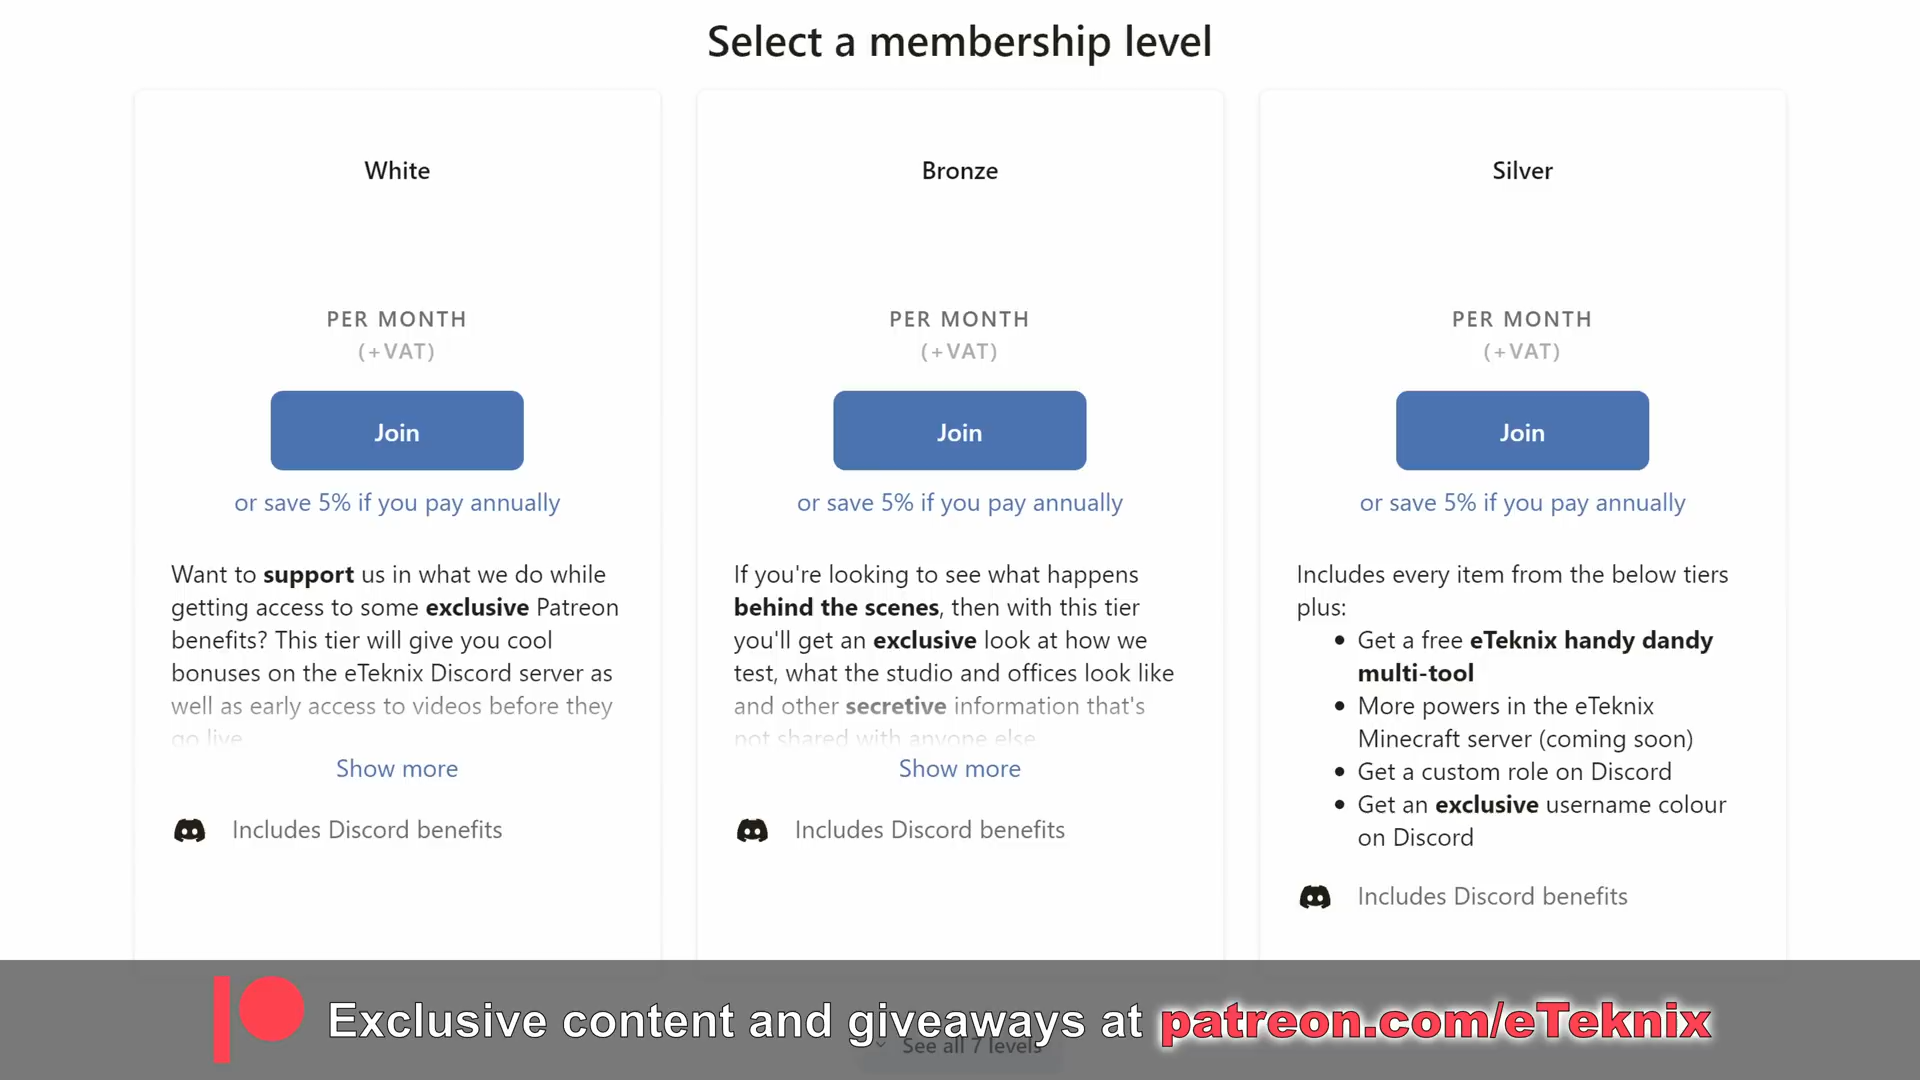 Select a membership level
White
PER MONTH
(+VAT)
Join
or save 5% if you pay annually
Want to support us in what we do while
getting access to some exclusive Patreon
benefits? This tier will give you cool
bonuses on the eTeknix Discord server as
well as early access to videos before they
go live
Show more
Includes Discord benefits
Bronze
PER MONTH
(+VAT)
Join
or save 5% if you pay annually
If you're looking to see what happens
behind the scenes, then with this tier
you'll get an exclusive look at how we
test, what the studio and offices look like
and other secretive information that's
not shared with anyone else
Show more
Includes Discord benefits
Silver
PER MONTH
(+VAT)
Join
or save 5% if you pay annually
Includes every item from the below tiers
plus:
• Get a free eTeknix handy dandy
multi-tool
• More powers in the eTeknix
Minecraft server (coming soon)
• Get a custom role on Discord
• Get an exclusive username colour
on Discord
Includes Discord benefits
Exclusive content and giveaways at patreon.com/eTeknix
See all 7 levels